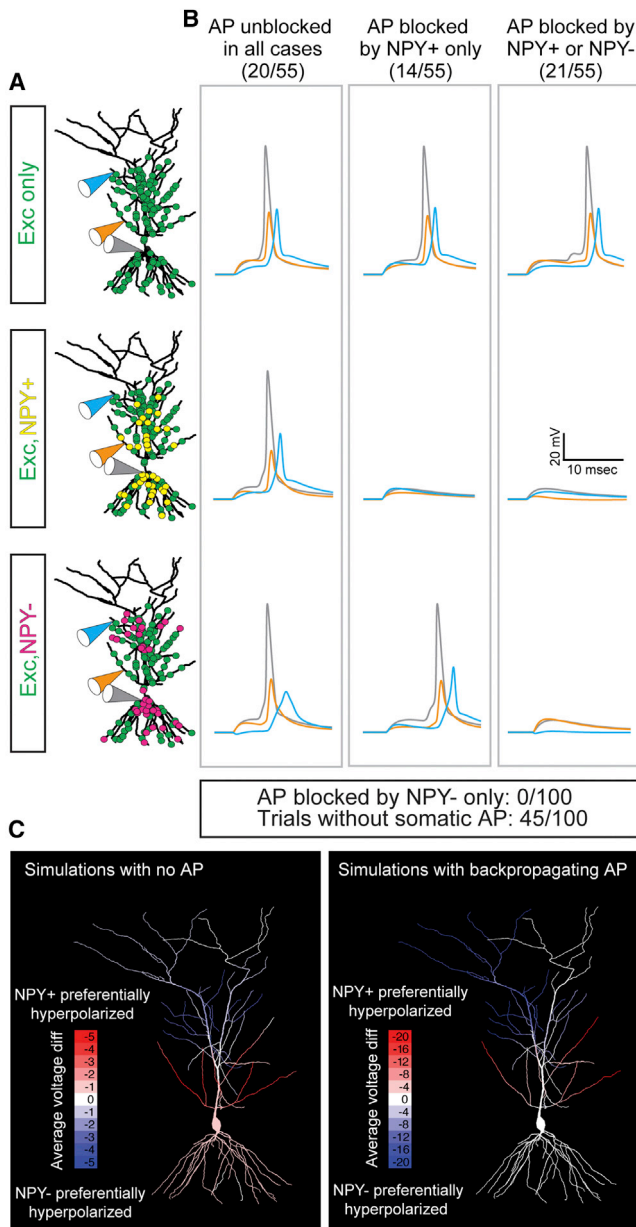 B
AP unblocked
in all cases
(20/55)
AP blocked
by NPY+ only
(14/55)
AP blocked by
NPY+ or NPY-
(21/55)
A
Exc only
Exc,NPY+
20 mV
10 msec
Exc,NPY-
AP blocked by NPY- only: 0/100
Trials without somatic AP: 45/100
C
Simulations with no AP
NPY+ preferentially
hyperpolarized
Average voltage diff
-5
-4
-3
-2
-1
0
-1
-2
-3
-4
-5
NPY- preferentially
hyperpolarized
Simulations with backpropagating AP
NPY+ preferentially
hyperpolarized
Average voltage diff
-20
-16
-12
-8
-4
0
-4
-8
-12
-16
-20
NPY- preferentially
hyperpolarized